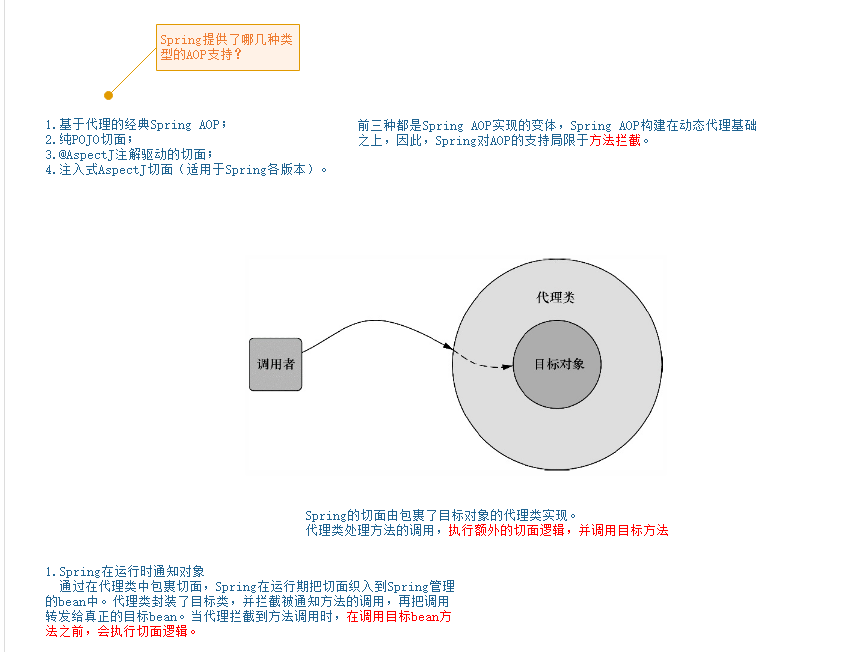 Spring提供了哪几种类
型的AOP支持？
1.基于代理的经典Spring AOP；
2.纯POJO切面；
3.@AspectJ注解驱动的切面；
4.注入式AspectJ切面（适用于Spring各版本）。
前三种都是Spring AOP实现的变体，Spring AOP构建在动态代理基础
之上，因此，Spring对AOP的支持局限于方法拦截。
代理类
调用者
目标对象
Spring的切面由包裹了目标对象的代理类实现。
代理类处理方法的调用，执行额外的切面逻辑，并调用目标方法
1.Spring在运行时通知对象
通过在代理类中包裹切面，Spring在运行期把切面织入到Spring管理
的bean中。代理类封装了目标类，并拦截被通知方法的调用，再把调用
转发给真正的目标bean。当代理拦截到方法调用时，在调用目标bean方
法之前，会执行切面逻辑。